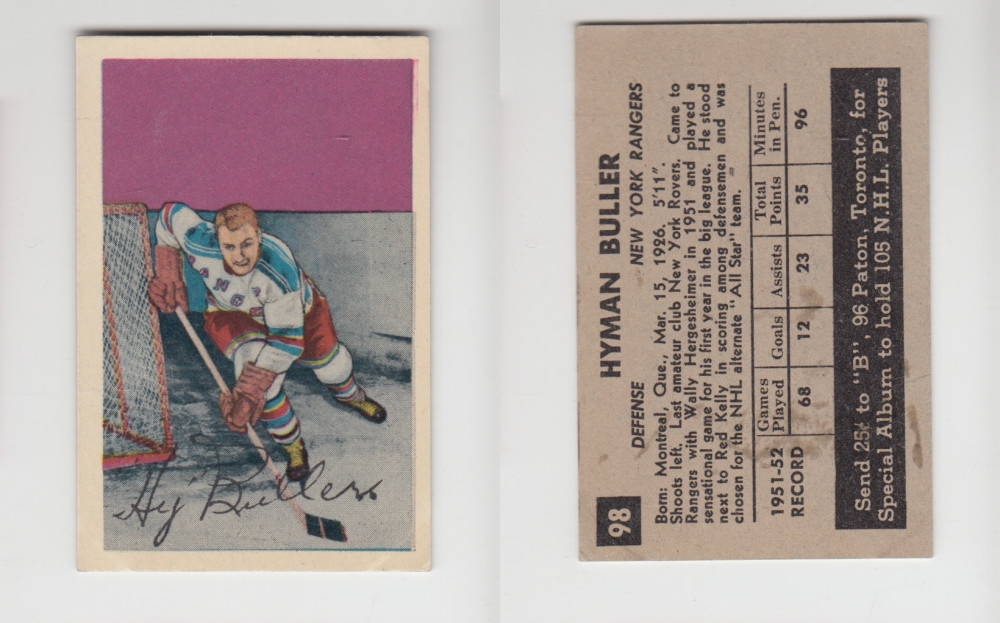 RANGE
Hy Buller
98
HYMAN BULLER
DEFENSE NEW YORK RANGERS
Born: Montreal, Que., Mar. 15, 1926, 5'11".
Shoots left. Last amateur club New York Rovers. Came to
Rangers with Wally Hergesheimer in 1951 and played a
sensational game for his first year in the big league. He stood
next to Red Kelly in scoring among defensemen and was
chosen for the NHL alternate "All Star" team.
1951-52 RECORD
Games Played Goals Assists Total Points Minutes in Pen.
68 12 23 35 96
Send 25¢ to "B", 96 Paton, Toronto, for
Special Album to hold 105 N.H.L. Players